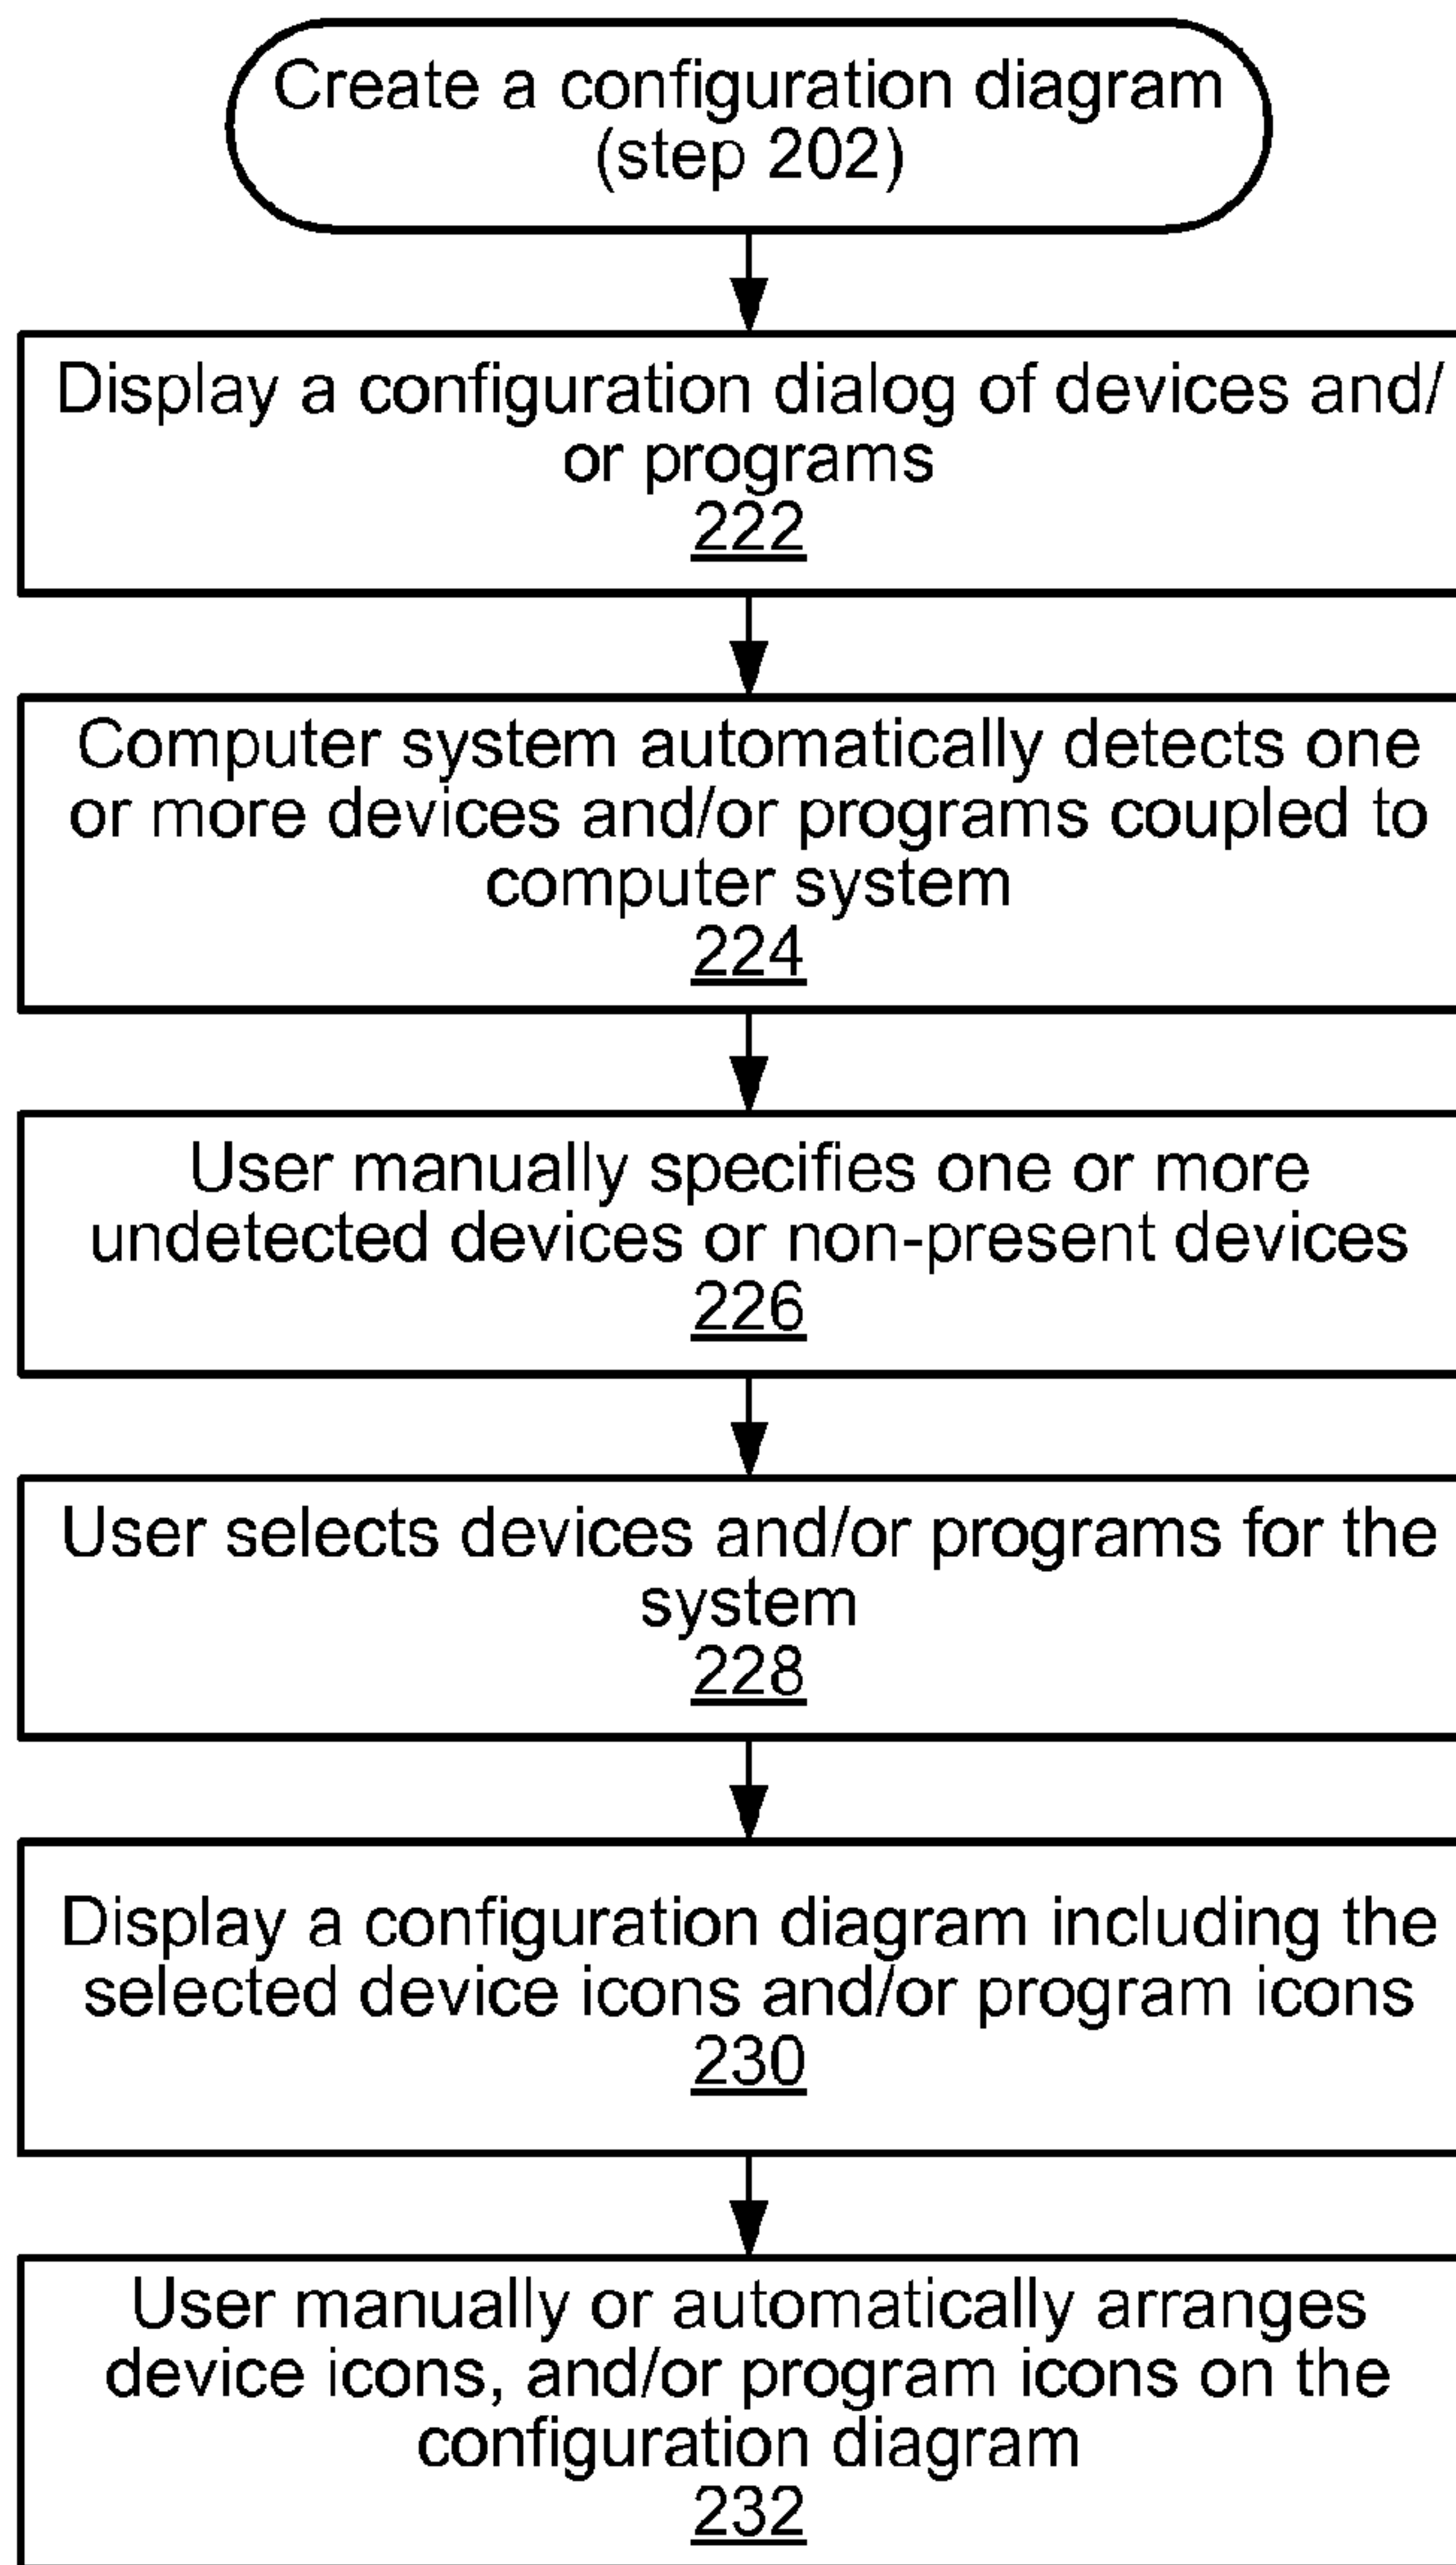 Create a configuration diagram
(step 202)
Display a configuration dialog of devices and/
or programs
222
Computer system automatically detects one
or more devices and/or programs coupled to
computer system
224
User manually specifies one or more
undetected devices or non-present devices
226
User selects devices and/or programs for the
system
228
Display a configuration diagram including the
selected device icons and/or program icons
230
User manually or automatically arranges
device icons, and/or program icons on the
configuration diagram
232